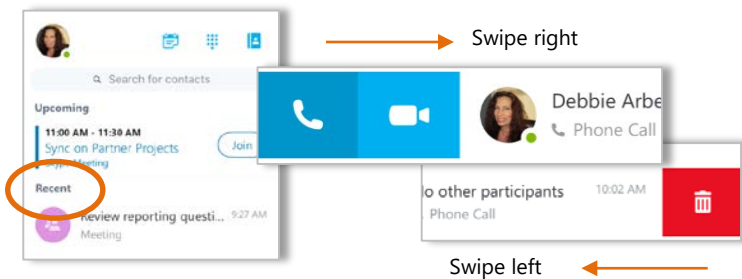 Swipe right
Search for contacts
Upcoming
11:00 AM - 11:30 AM
Sync on Partner Projects
Join
Meeting
Recent
Review reporting questi... 9:27 AM
Meeting
Debbie Arbe
Phone Call
o other participants 10:02 AM
Phone Call
Swipe left